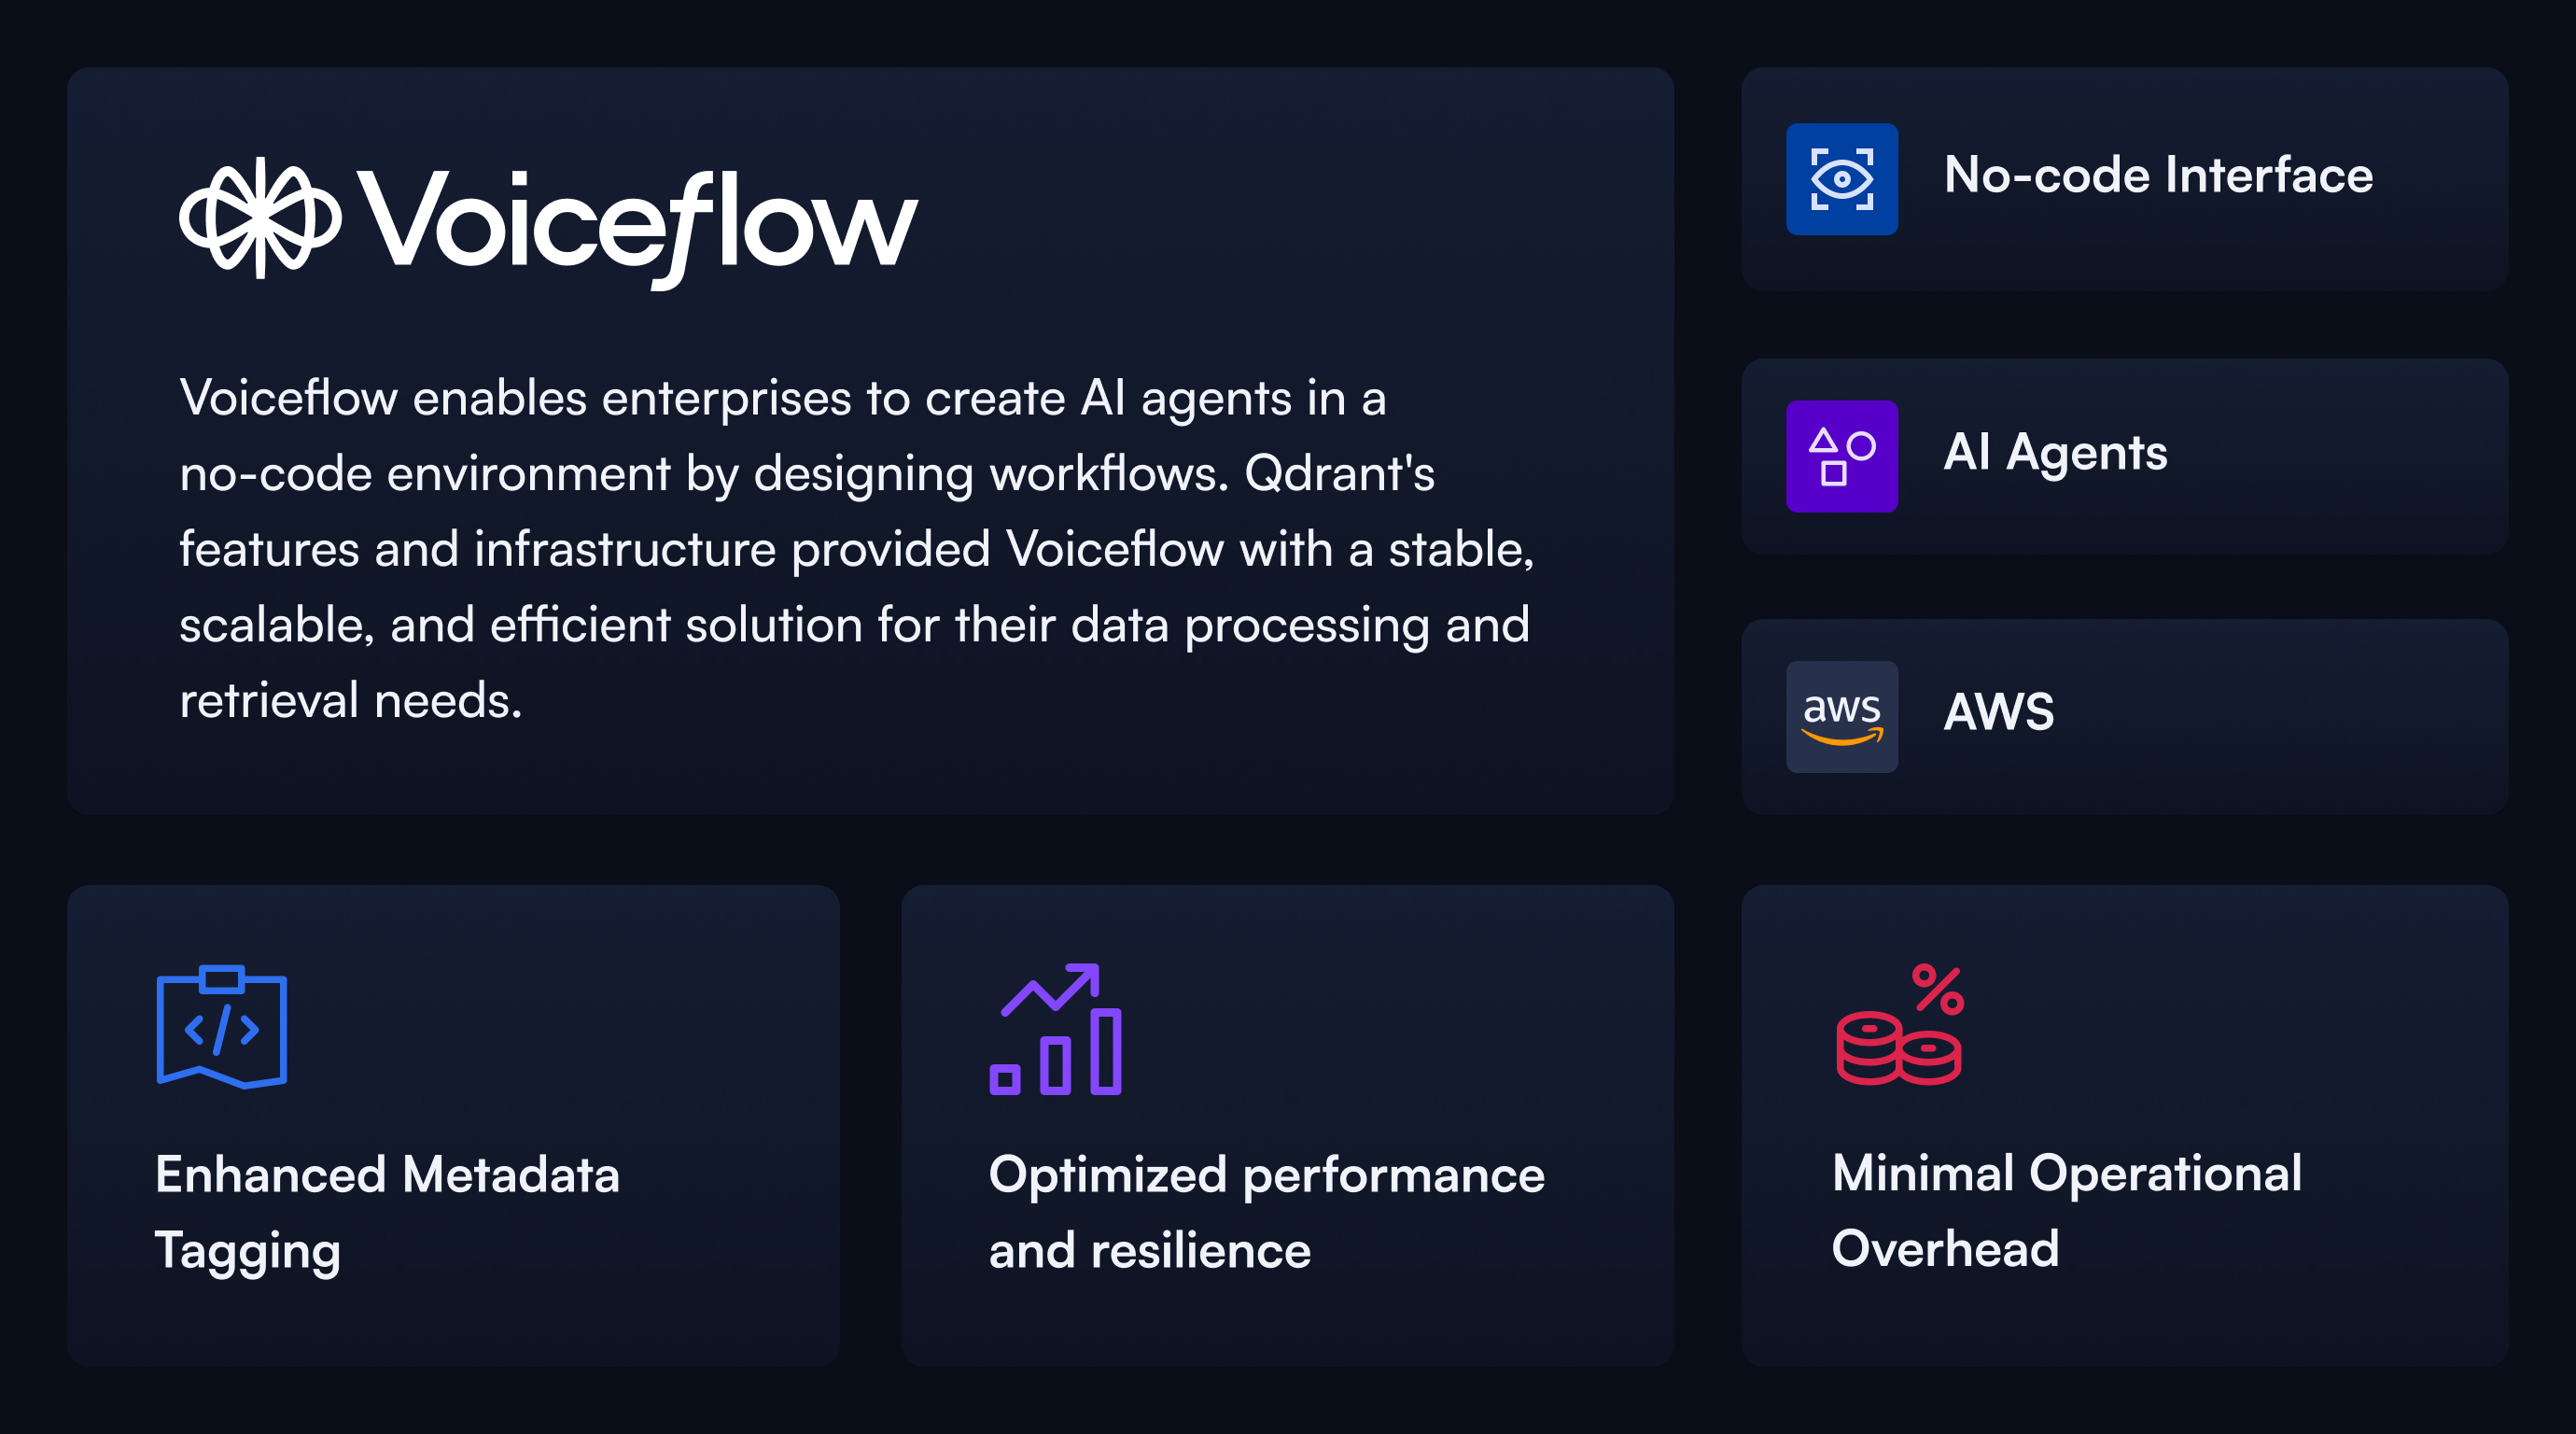 Voiceflow
Voiceflow enables enterprises to create AI agents in a
no-code environment by designing workflows. Qdrant's
features and infrastructure provided Voiceflow with a stable,
scalable, and efficient solution for their data processing and
retrieval needs.
No-code Interface
AI Agents
aws
AWS
Enhanced Metadata
Tagging
Optimized performance
and resilience
%
Minimal Operational
Overhead